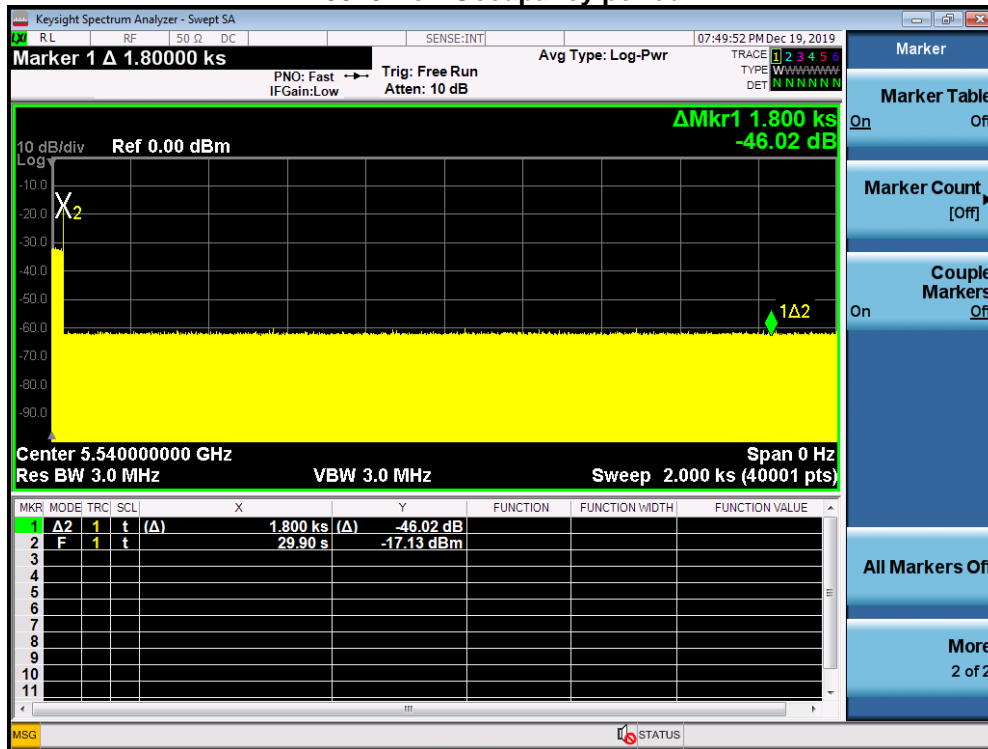 Keysight Spectrum Analyzer - Swept SA
LXI RL RF 50 Ω DC SENSE:INT 07:49:52 PM Dec 19, 2019
Marker 1 Δ 1.80000 ks
PNO: Fast
IFGain:Low
Trig: Free Run
Atten: 10 dB
Avg Type: Log-Pwr
TRACE 1 2 3 4 5 6
TYPE WWWWWW
DET N N N N N N
ΔMkr1 1.800 ks
-46.02 dB
10 dB/div Ref 0.00 dBm
Log
-10.0
-20.0
-30.0
-40.0
-50.0
-60.0
-70.0
-80.0
-90.0
X2
1Δ2
Center 5.540000000 GHz Span 0 Hz
Res BW 3.0 MHz VBW 3.0 MHz Sweep 2.000 ks (40001 pts)
MKR MODE TRC SCL X Y FUNCTION FUNCTION WIDTH FUNCTION VALUE
1 Δ2 1 t (Δ) 1.800 ks (Δ) -46.02 dB
2 F 1 t 29.90 s -17.13 dBm
3
4
5
6
7
8
9
10
11
MSG STATUS
Marker
Marker Table
On Off
Marker Count
[Off]
Couple
Markers
On Off
All Markers Off
More
2 of 2